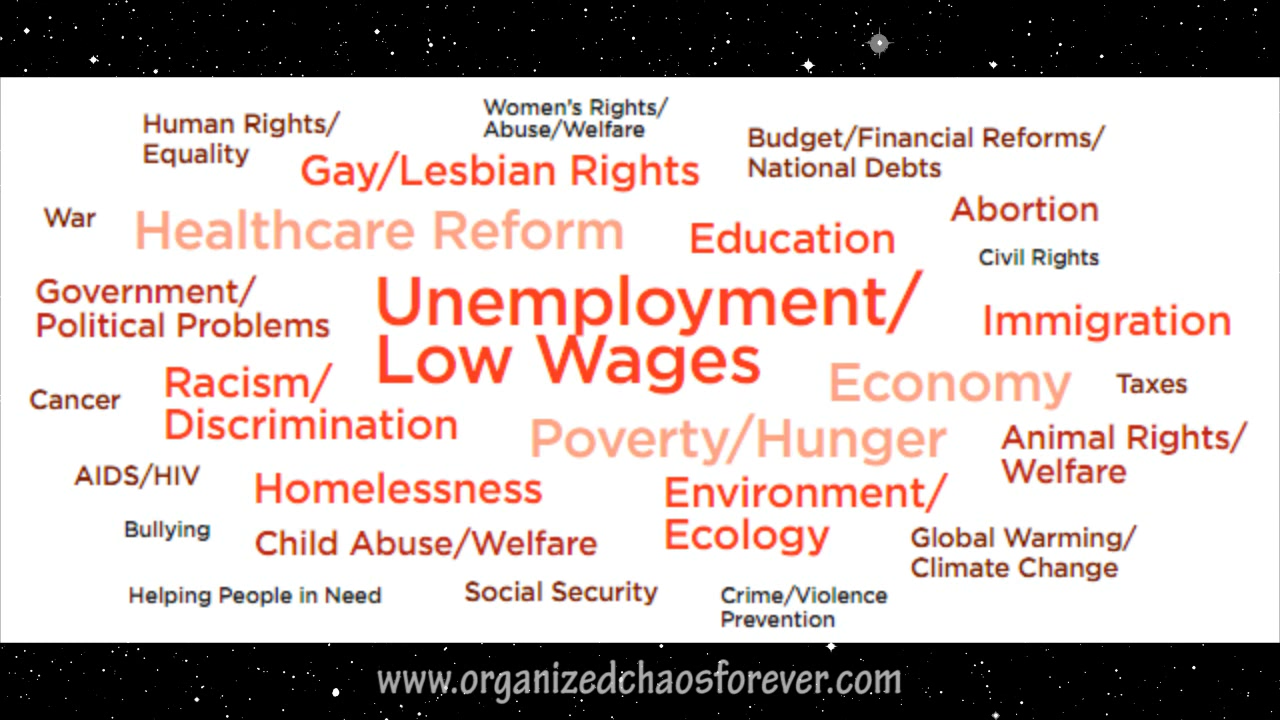 Women's Rights/
Abuse/Welfare
Human Rights/
Equality
Gay/Lesbian Rights
Budget/Financial Reforms/
National Debts
War
Healthcare Reform
Education
Abortion
Civil Rights
Government/
Political Problems
Unemployment/
Low Wages
Immigration
Cancer
Racism/
Discrimination
Economy
Taxes
Poverty/Hunger
Animal Rights/
Welfare
AIDS/HIV
Homelessness
Environment/
Ecology
Bullying
Child Abuse/Welfare
Global Warming/
Climate Change
Helping People in Need
Social Security
Crime/Violence
Prevention
www.organizedchaosforever.com